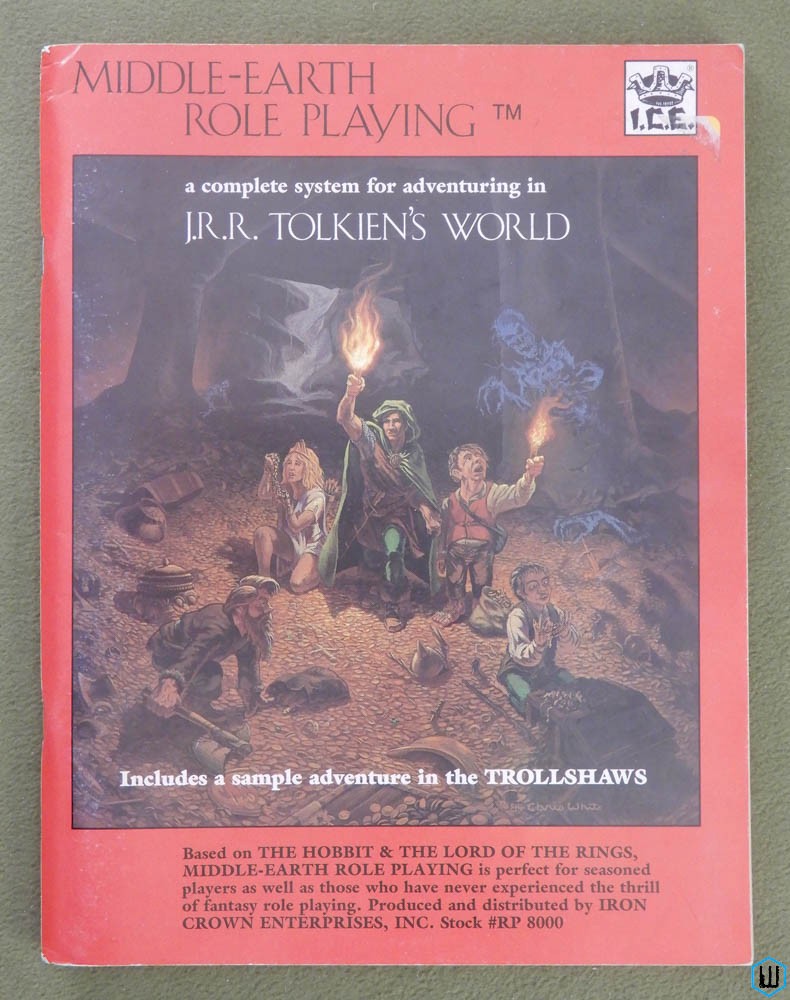 MIDDLE-EARTH
ROLE PLAYING ™
I.C.E.
a complete system for adventuring in
J.R.R. TOLKIEN'S WORLD
Includes a sample adventure in the TROLLSHAWS
Chris White
Based on THE HOBBIT & THE LORD OF THE RINGS,
MIDDLE-EARTH ROLE PLAYING is perfect for seasoned
players as well as those who have never experienced the thrill
of fantasy role playing. Produced and distributed by IRON
CROWN ENTERPRISES, INC. Stock #RP 8000